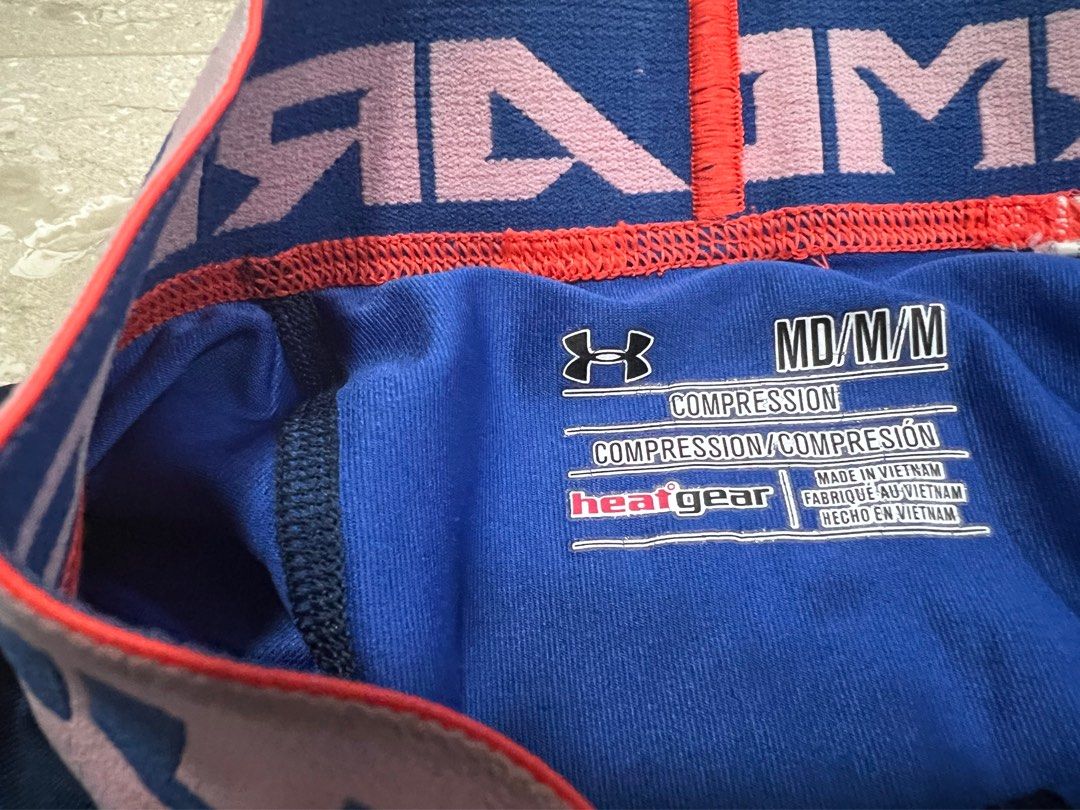 MD/M/M
COMPRESSION
COMPRESSION/COMPRESIÓN
heatgear
MADE IN VIETNAM
FABRIQUÉ AU VIETNAM
HECHO EN VIETNAM